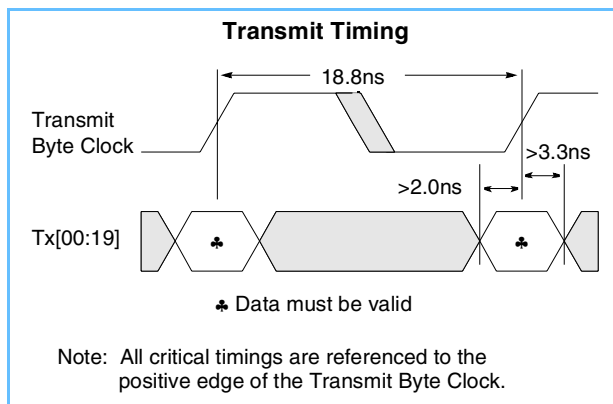 Transmit Timing
18.8ns
Transmit
Byte Clock
>3.3ns
>2.0ns
Tx[00:19]
♣ ♣
♣ Data must be valid
Note: All critical timings are referenced to the
positive edge of the Transmit Byte Clock.